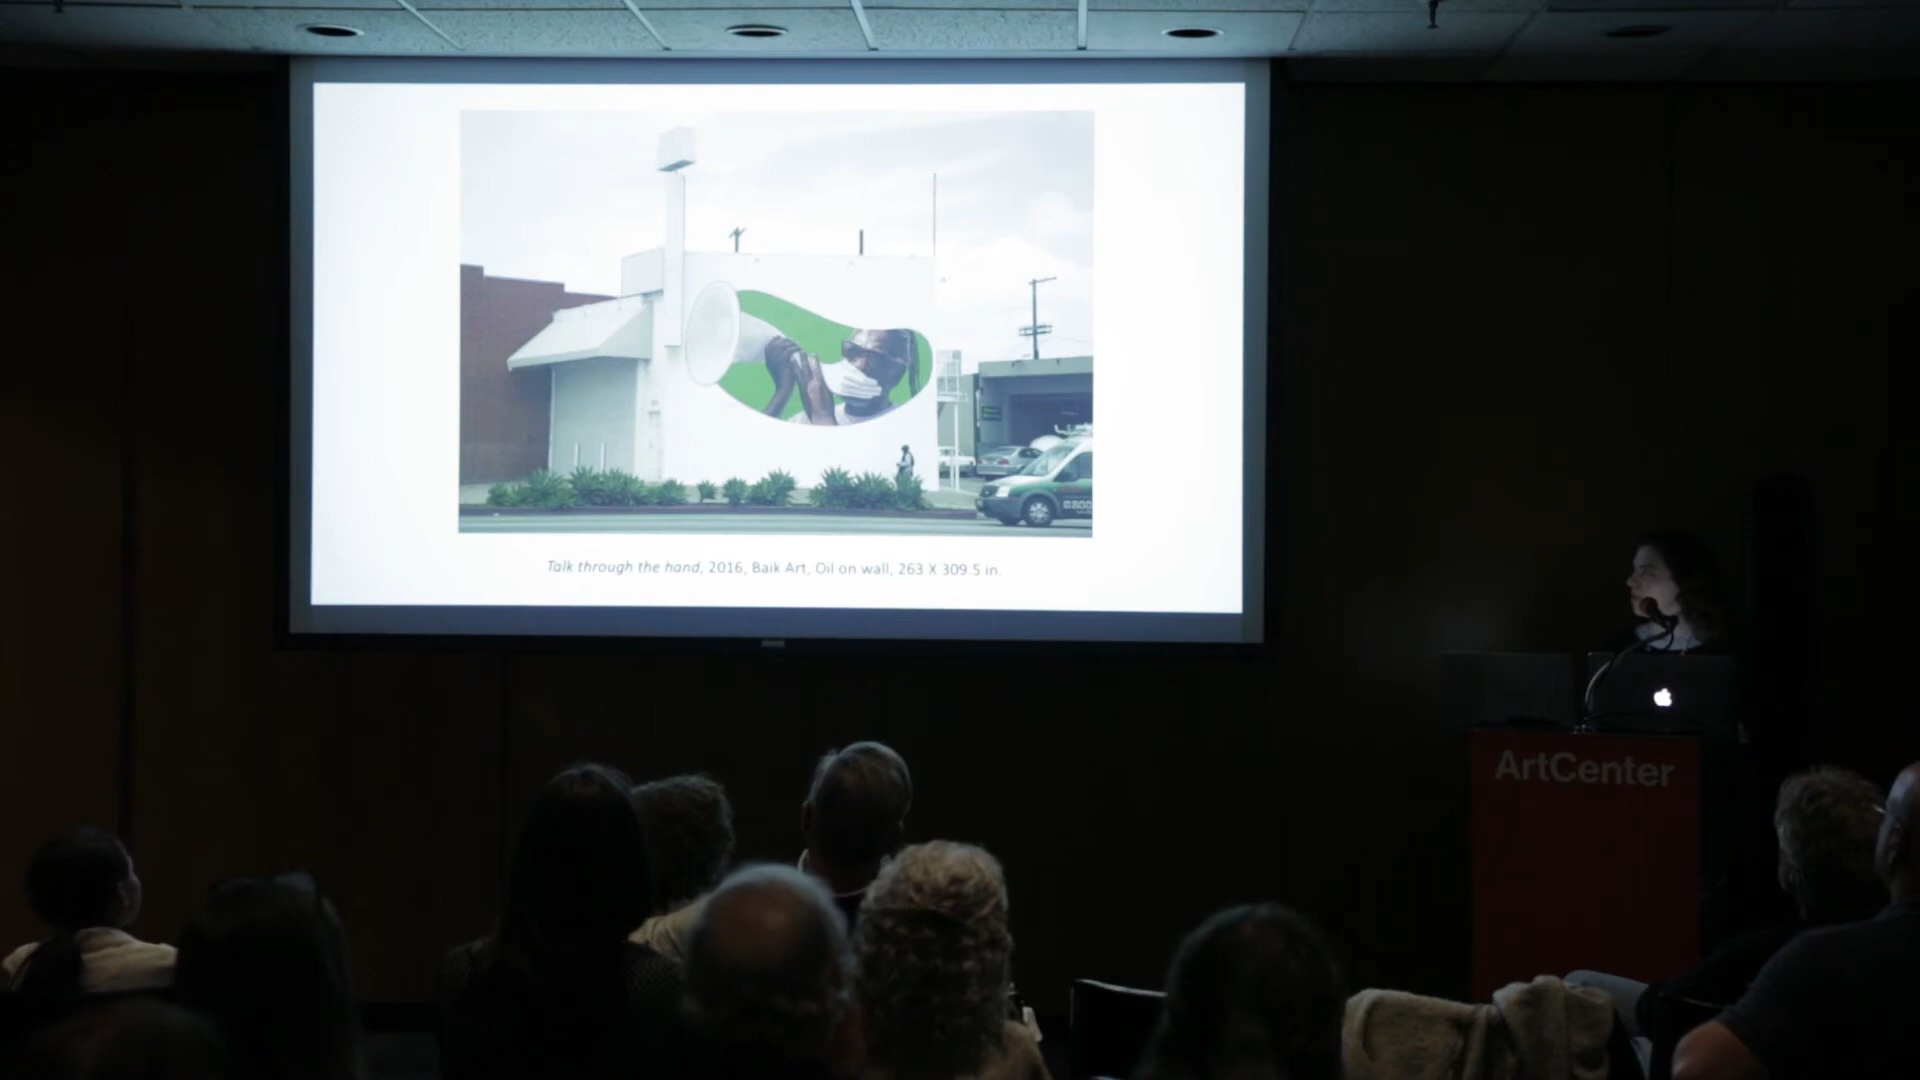 Talk through the hand, 2016, Baik Art, Oil on wall, 263 X 309.5 in.
ArtCenter